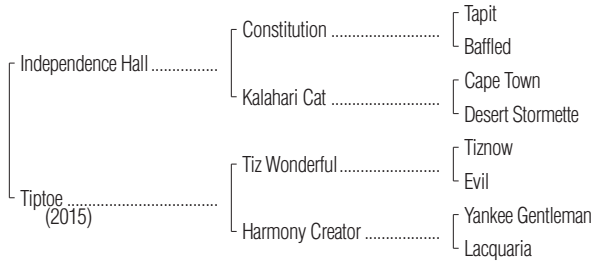 Tapit
Constitution ..........................
Baffled
Independence Hall ................
Cape Town
Kalahari Cat ..........................
Desert Stormette
Tiznow
Tiz Wonderful ........................
Evil
Tiptoe ....................................
(2015)
Yankee Gentleman
Harmony Creator ..................
Lacquaria